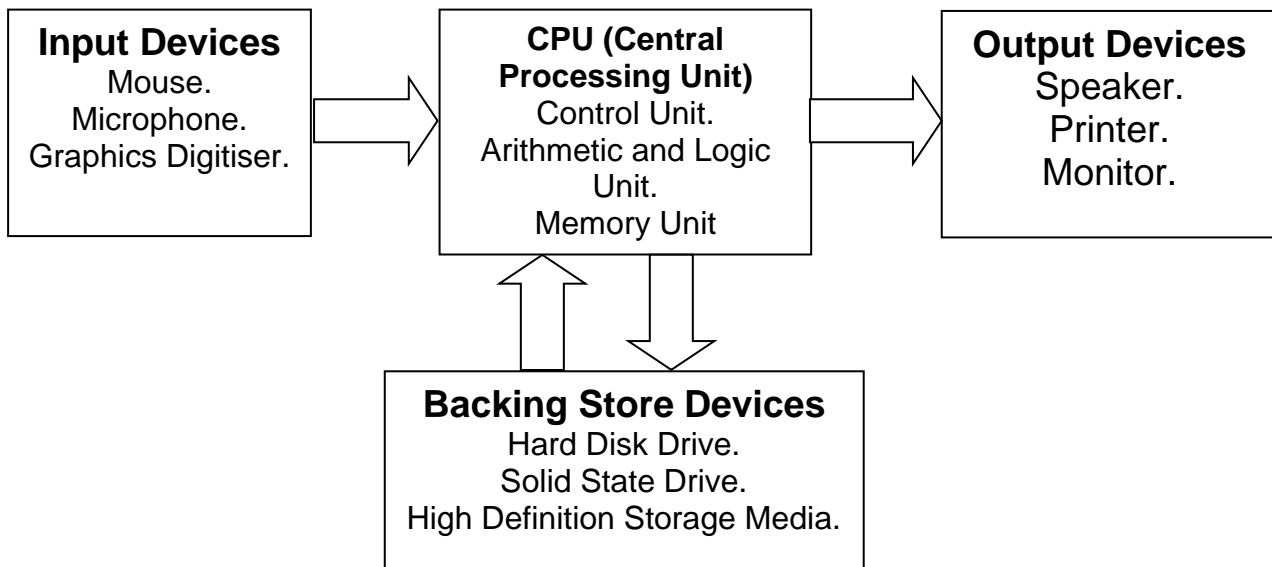 Input Devices
Mouse.
Microphone.
Graphics Digitiser.
CPU (Central
Processing Unit)
Control Unit.
Arithmetic and Logic
Unit.
Memory Unit
Output Devices
Speaker.
Printer.
Monitor.
Backing Store Devices
Hard Disk Drive.
Solid State Drive.
High Definition Storage Media.